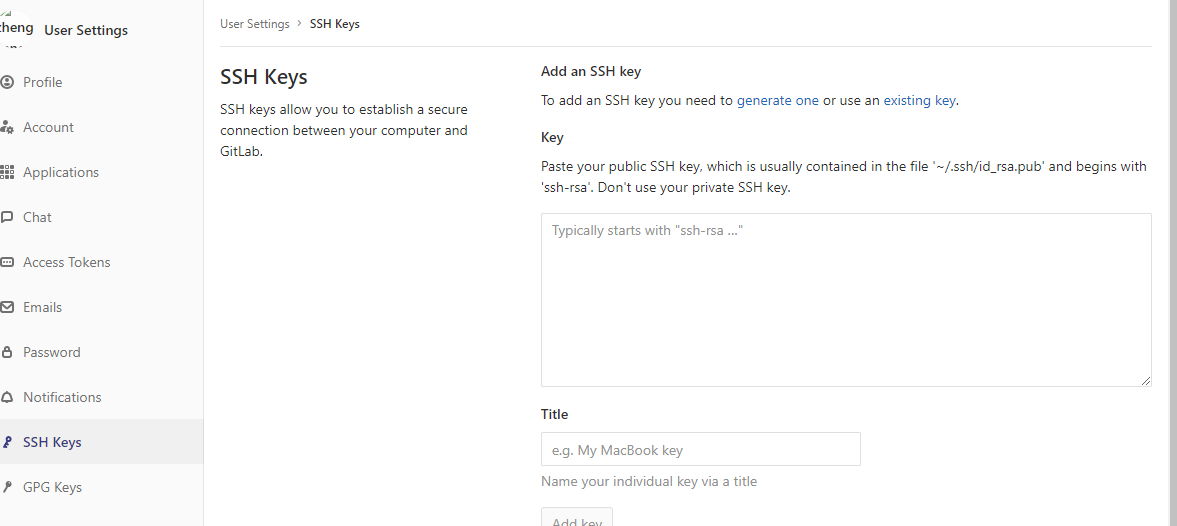 User Settings
Profile
Account
Applications
Chat
Access Tokens
Emails
Password
Notifications
SSH Keys
GPG Keys
User Settings › SSH Keys
SSH Keys
SSH keys allow you to establish a secure
connection between your computer and
GitLab.
Add an SSH key
To add an SSH key you need to generate one or use an existing key.
Key
Paste your public SSH key, which is usually contained in the file '~/.ssh/id_rsa.pub' and begins with
'ssh-rsa'. Don't use your private SSH key.
Typically starts with "ssh-rsa ..."
Title
e.g. My MacBook key
Name your individual key via a title
Add key